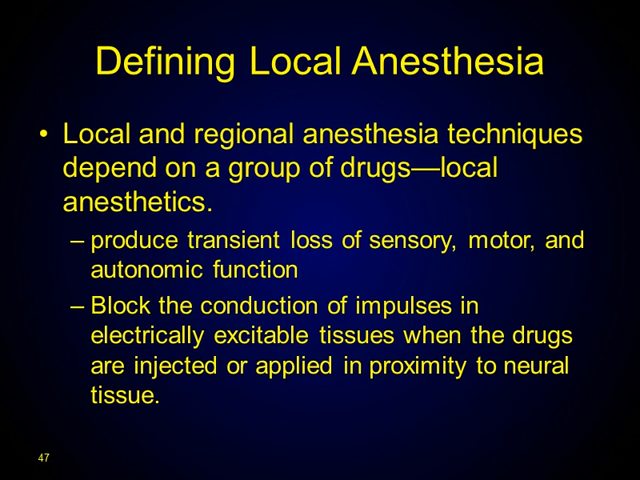 Defining Local Anesthesia
• Local and regional anesthesia techniques
depend on a group of drugs—local
anesthetics.
– produce transient loss of sensory, motor, and
autonomic function
– Block the conduction of impulses in
electrically excitable tissues when the drugs
are injected or applied in proximity to neural
tissue.
47